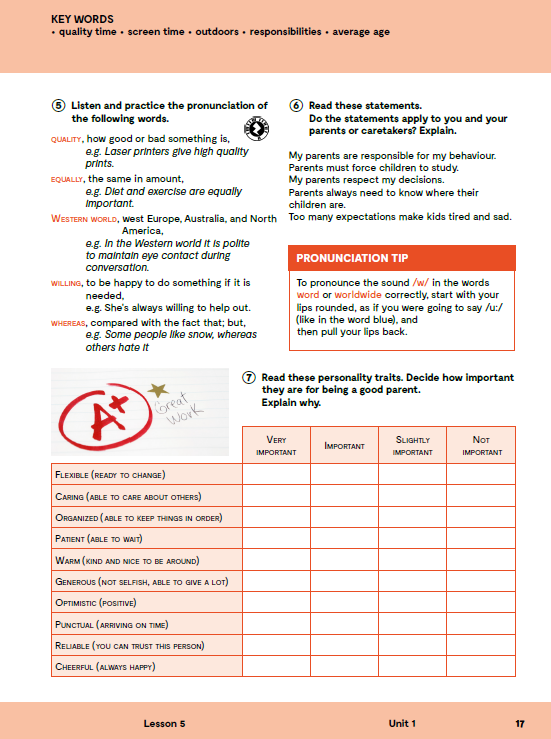 KEY WORDS
• quality time • screen time • outdoors • responsibilities • average age
5 Listen and practice the pronunciation of
the following words.
QUALITY, how good or bad something is,
e.g. Laser printers give high quality
prints.
EQUALLY, the same in amount,
e.g. Diet and exercise are equally
important.
WESTERN WORLD, west Europe, Australia, and North
America,
e.g. In the Western world it is polite
to maintain eye contact during
conversation.
WILLING, to be happy to do something if it is
needed,
e.g. She's always willing to help out.
WHEREAS, compared with the fact that; but,
e.g. Some people like snow, whereas
others hate it
6 Read these statements.
Do the statements apply to you and your
parents or caretakers? Explain.
My parents are responsible for my behaviour.
Parents must force children to study.
My parents respect my decisions.
Parents always need to know where their
children are.
Too many expectations make kids tired and sad.
PRONUNCIATION TIP
To pronounce the sound /w/ in the words
word or worldwide correctly, start with your
lips rounded, as if you were going to say /u:/
(like in the word blue), and
then pull your lips back.
A+
Great
Work
7 Read these personality traits. Decide how important
they are for being a good parent.
Explain why.
VERY
IMPORTANT
IMPORTANT
SLIGHTLY
IMPORTANT
NOT
IMPORTANT
FLEXIBLE (READY TO CHANGE)
CARING (ABLE TO CARE ABOUT OTHERS)
ORGANIZED (ABLE TO KEEP THINGS IN ORDER)
PATIENT (ABLE TO WAIT)
WARM (KIND AND NICE TO BE AROUND)
GENEROUS (NOT SELFISH, ABLE TO GIVE A LOT)
OPTIMISTIC (POSITIVE)
PUNCTUAL (ARRIVING ON TIME)
RELIABLE (YOU CAN TRUST THIS PERSON)
CHEERFUL (ALWAYS HAPPY)
Lesson 5
Unit 1
17